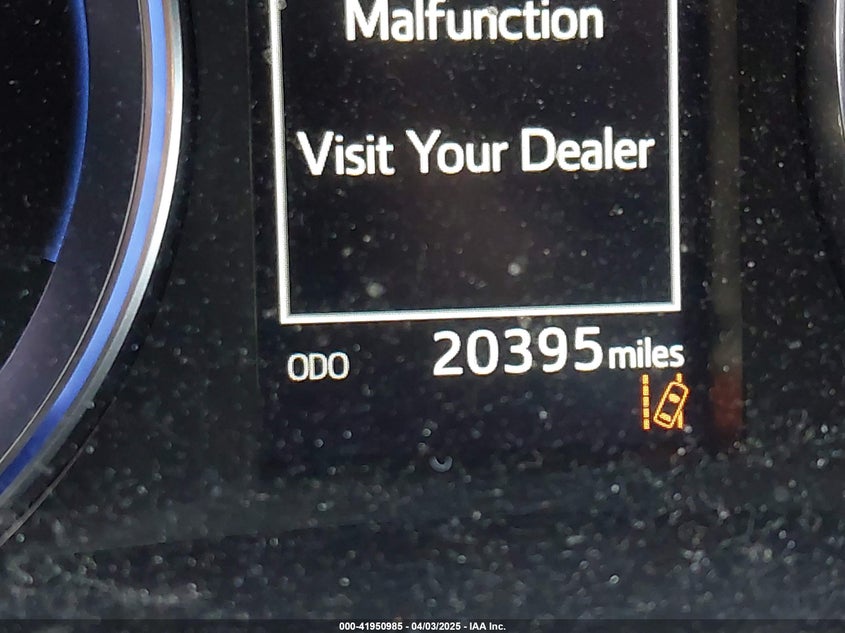 Malfunction
Visit Your Dealer
ODO 20395 miles
000-41950985 - 04/03/2025 - IAA Inc.